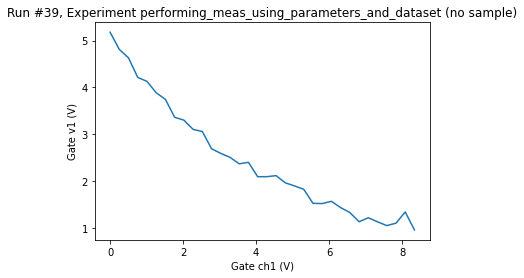 Run #39, Experiment performing_meas_using_parameters_and_dataset (no sample)
5
4
3
2
1
Gate v1 (V)
0 2 4 6 8
Gate ch1 (V)